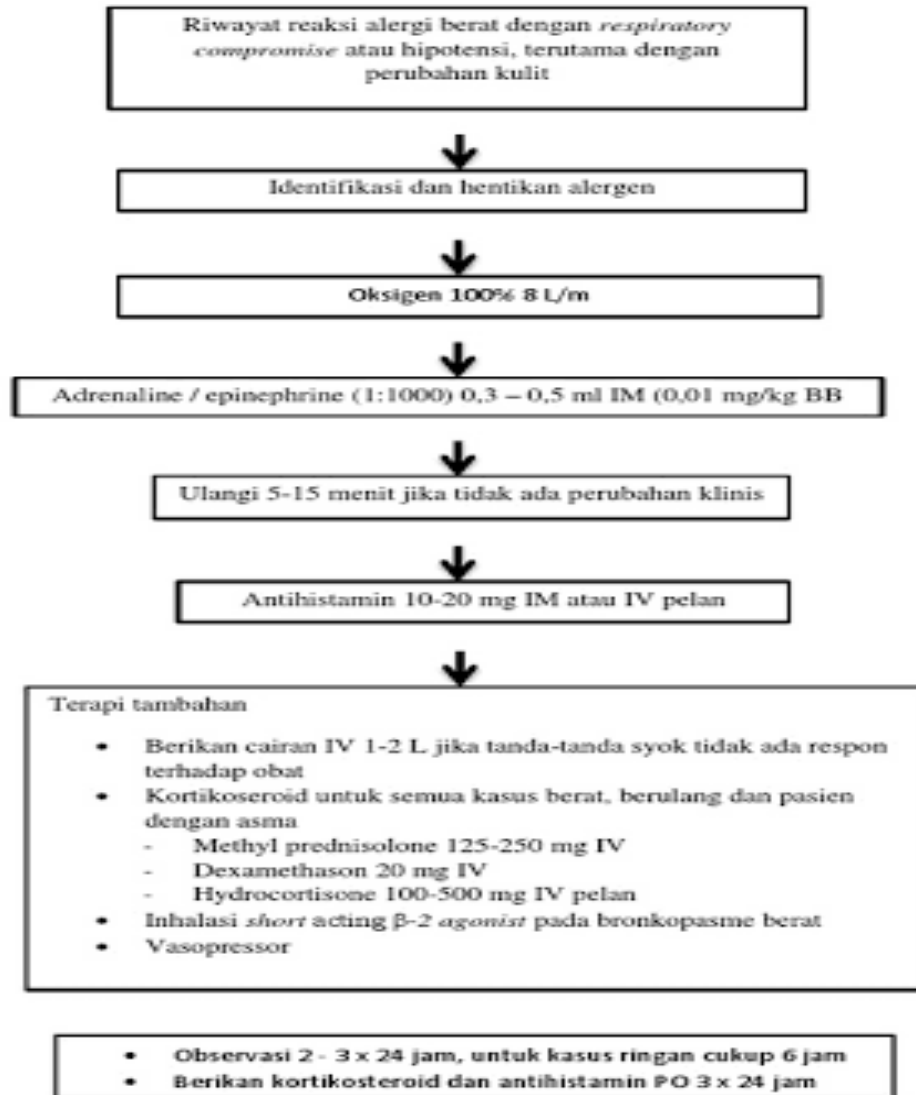 Riwayat reaksi alergi berat dengan respiratory
compromise atau hipotensi, terutama dengan
perubahan kulit
Identifikasi dan hentikan alergen
Oksigen 100% 8 L/m
Adrenaline / epinephrine (1:1000) 0,3 – 0,5 ml IM (0,01 mg/kg BB
Ulangi 5-15 menit jika tidak ada perubahan klinis
Antihistamin 10-20 mg IM atau IV pelan
Terapi tambahan
• Berikan cairan IV 1-2 L jika tanda-tanda syok tidak ada respon
terhadap obat
• Kortikoseroid untuk semua kasus berat, berulang dan pasien
dengan asma
- Methyl prednisolone 125-250 mg IV
- Dexamethason 20 mg IV
- Hydrocortisone 100-500 mg IV pelan
• Inhalasi short acting β-2 agonist pada bronkopasme berat
• Vasopressor
• Observasi 2 - 3 x 24 jam, untuk kasus ringan cukup 6 jam
• Berikan kortikosteroid dan antihistamin PO 3 x 24 jam